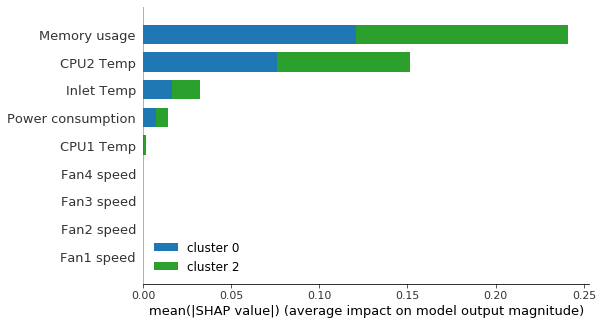 Memory usage
CPU2 Temp
Inlet Temp
Power consumption
CPU1 Temp
Fan4 speed
Fan3 speed
Fan2 speed
Fan1 speed
cluster 0
cluster 2
0.00 0.05 0.10 0.15 0.20 0.25
mean(|SHAP value|) (average impact on model output magnitude)